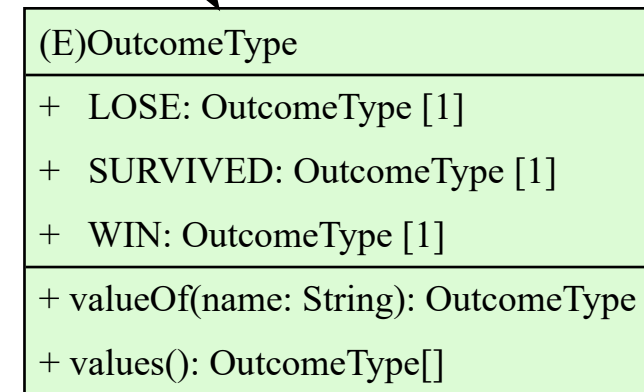 (E)OutcomeType
+ LOSE: OutcomeType [1]
+ SURVIVED: OutcomeType [1]
+ WIN: OutcomeType [1]
+ valueOf(name: String): OutcomeType
+ values(): OutcomeType[]